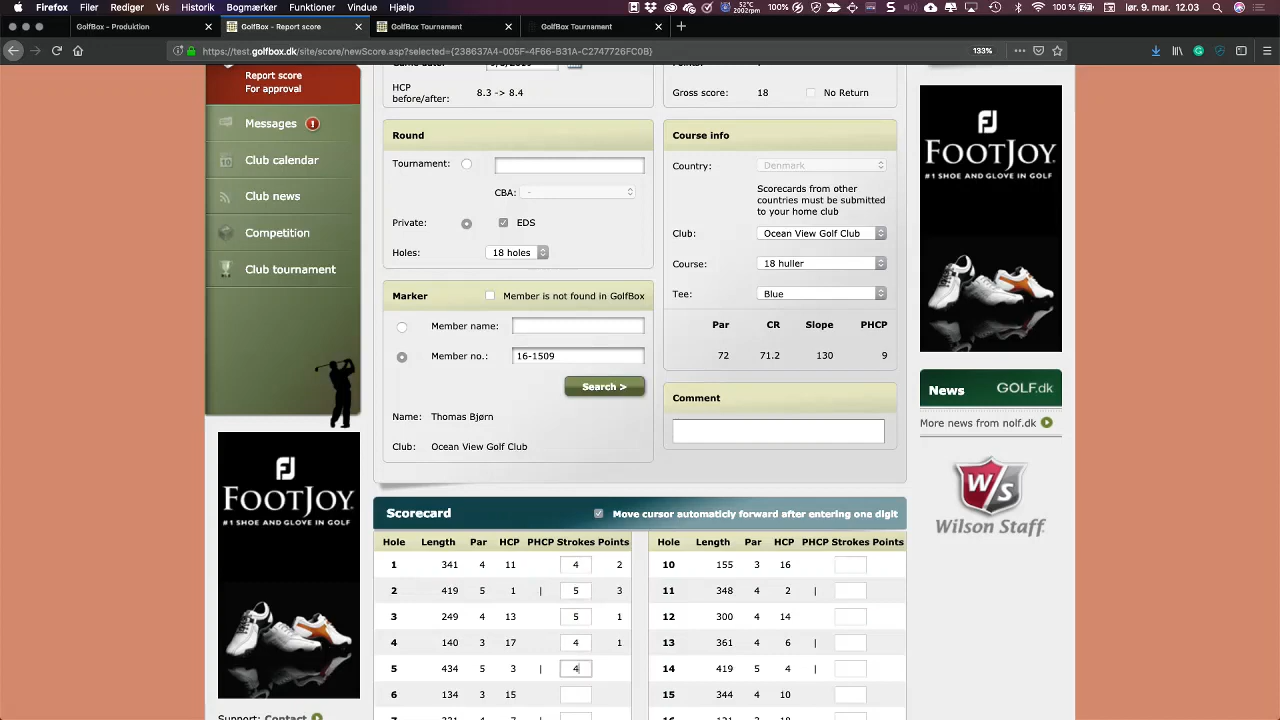 Firefox Filer Rediger Vis Historik Bogmærker Funktioner Vindue Hjælp
100% tor. 12. mar. 12.03
GolfBox - Produktion
GolfBox - Report score
GolfBox Tournament
GolfBox Tournament
https://test.golfbox.dk/site/score/newScore.asp?selected={238637A4-005F-4F66-B31A-C2747726FC0B}
133%
Report score
For approval
Messages 1
Club calendar
Club news
Competition
Club tournament
HCP before/after: 8.3 -> 8.4
Gross score: 18 No Return
Round
Tournament:
CBA: -
Private: EDS
Holes: 18 holes
Marker Member is not found in GolfBox
Member name:
Member no.: 16-1509
Search >
Name: Thomas Bjørn
Club: Ocean View Golf Club
Course info
Country: Denmark
Scorecards from other
countries must be submitted
to your home club
Club: Ocean View Golf Club
Course: 18 huller
Tee: Blue
Par CR Slope PHCP
72 71.2 130 9
Comment
FJ
FOOTJOY
#1 SHOE AND GLOVE IN GOLF
News GOLF.dk
More news from nolf.dk
WS
Wilson Staff
FJ
FOOTJOY
#1 SHOE AND GLOVE IN GOLF
Support: Contact
Scorecard Move cursor automaticly forward after entering one digit
Hole Length Par HCP PHCP Strokes Points
1 341 4 11 4 2
2 419 5 1 | 5 3
3 249 4 13 5 1
4 140 3 17 4 1
5 434 5 3 | 4
6 134 3 15
Hole Length Par HCP PHCP Strokes Points
10 155 3 16
11 348 4 2 |
12 300 4 14
13 361 4 6 |
14 419 5 4 |
15 344 4 10